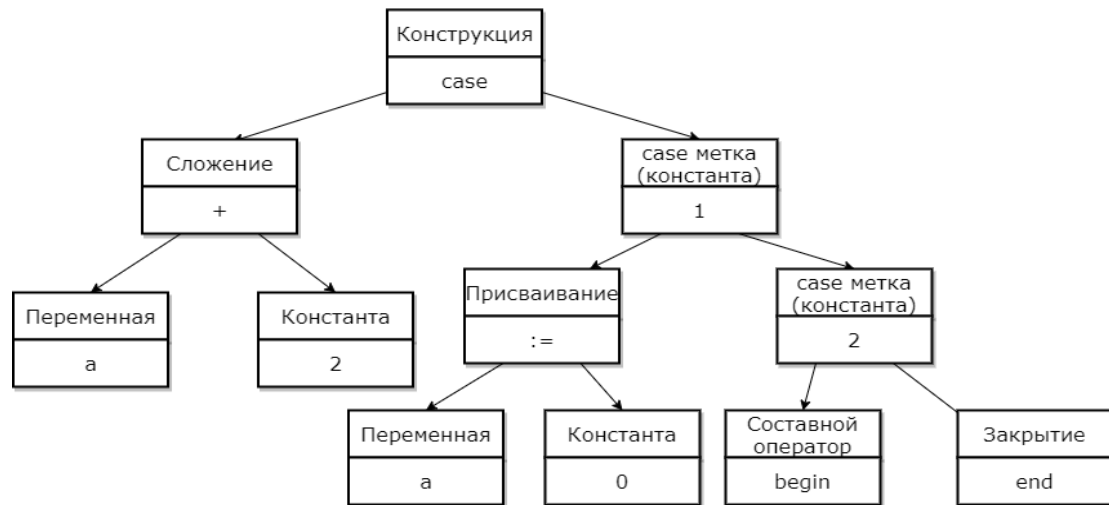 Конструкция
case
Сложение
+
case метка
(константа)
1
Переменная
a
Константа
2
Присваивание
:=
case метка
(константа)
2
Переменная
a
Константа
0
Составной
оператор
begin
Закрытие
end